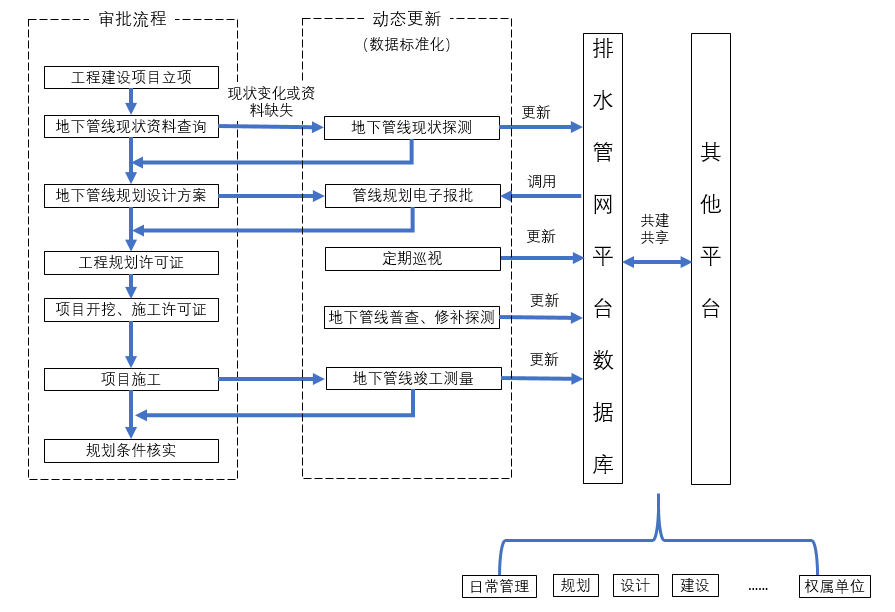 审批流程
工程建设项目立项
地下管线现状资料查询
地下管线规划设计方案
工程规划许可证
项目开挖、施工许可证
项目施工
规划条件核实
现状变化或资
料缺失
动态更新
（数据标准化）
地下管线现状探测
管线规划电子报批
定期巡视
地下管线普查、修补探测
地下管线竣工测量
更新
调用
更新
更新
更新
排水管网平台数据库
共建
共享
其他平台
日常管理
规划
设计
建设
……
权属单位